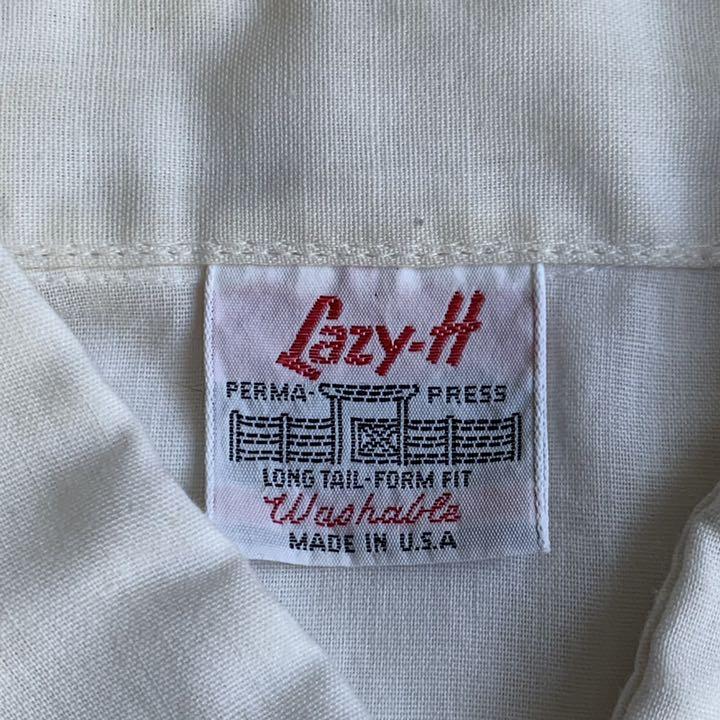 Lazy-H
PERMA-PRESS
LONG TAIL-FORM FIT
Washable
MADE IN U.S.A